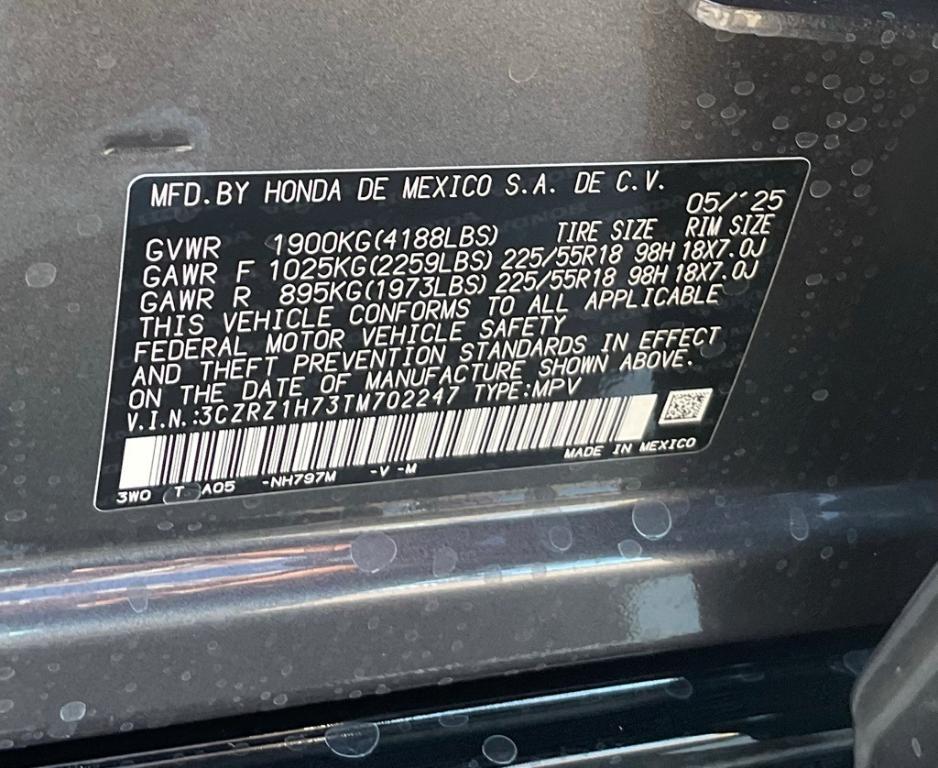 MFD.BY HONDA DE MEXICO S.A. DE C.V.
05/'25
GVWR 1900KG(4188LBS) TIRE SIZE RIM SIZE
GAWR F 1025KG(2259LBS) 225/55R18 98H 18X7.0J
GAWR R 895KG(1973LBS) 225/55R18 98H 18X7.0J
THIS VEHICLE CONFORMS TO ALL APPLICABLE
FEDERAL MOTOR VEHICLE SAFETY
AND THEFT PREVENTION STANDARDS IN EFFECT
ON THE DATE OF MANUFACTURE SHOWN ABOVE.
V.I.N.:3CZRZ1H73TM702247 TYPE:MPV
MADE IN MEXICO
3W0 T A05 -NH797M -V -M